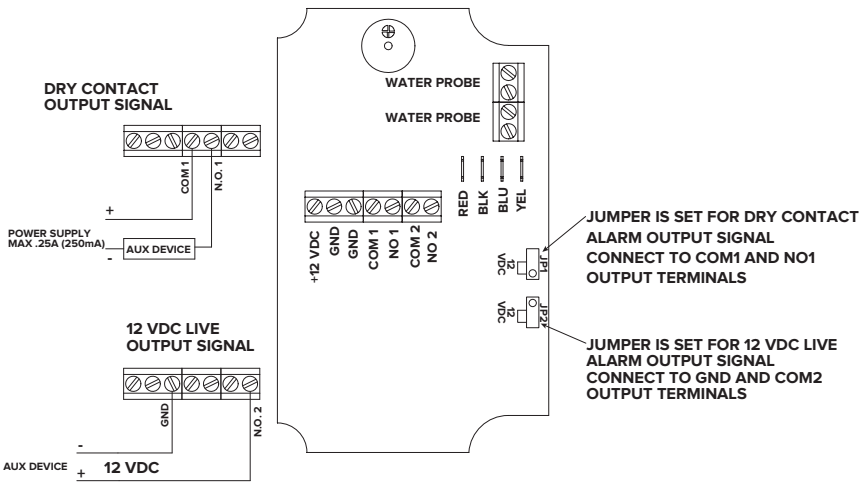 DRY CONTACT
OUTPUT SIGNAL
COM 1
N.O. 1
+
POWER SUPPLY
MAX .25A (250mA)
-
AUX DEVICE
12 VDC LIVE
OUTPUT SIGNAL
GND
N.O. 2
-
AUX DEVICE + 12 VDC
WATER PROBE
WATER PROBE
RED
BLK
BLU
YEL
+12 VDC
GND
GND
COM 1
NO 1
COM 2
NO 2
12
VDC
JP1
12
VDC
JP2
JUMPER IS SET FOR DRY CONTACT
ALARM OUTPUT SIGNAL
CONNECT TO COM1 AND NO1
OUTPUT TERMINALS
JUMPER IS SET FOR 12 VDC LIVE
ALARM OUTPUT SIGNAL
CONNECT TO GND AND COM2
OUTPUT TERMINALS